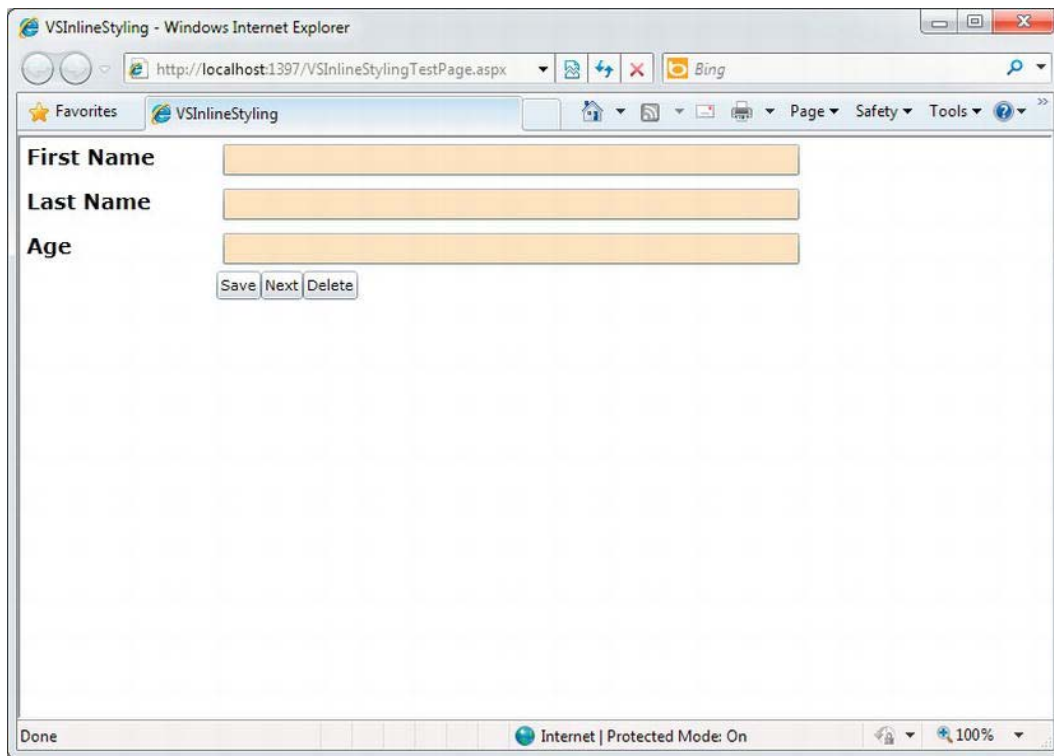 VSInlineStyling - Windows Internet Explorer
http://localhost:1397/VSInlineStylingTestPage.aspx
Bing
Favorites
VSInlineStyling
Page
Safety
Tools
First Name
Last Name
Age
Save Next Delete
Done
Internet | Protected Mode: On
100%